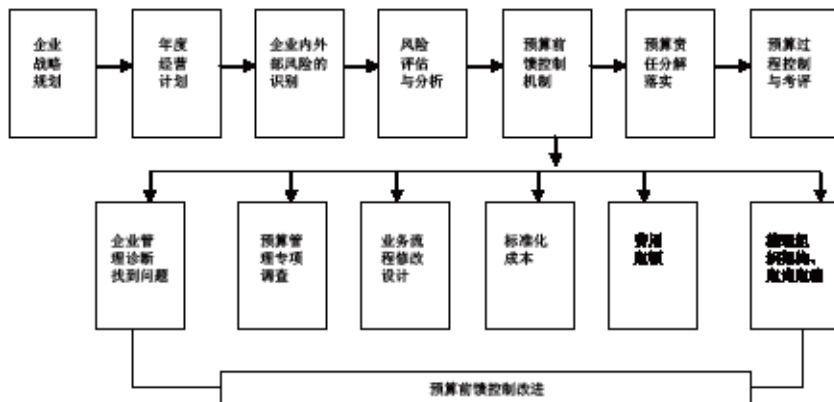 企业
战略
规划
年度
经营
计划
企业内外
部风险的
识别
风险
评估
与分析
预算前
馈控制
机制
预算责
任分解
落实
预算过
程控制
与考评
企业管
理诊断
找到问题
预算管
理专项
调查
业务流
程修改
设计
标准化
成本
费用
定额
预算前馈控制改进